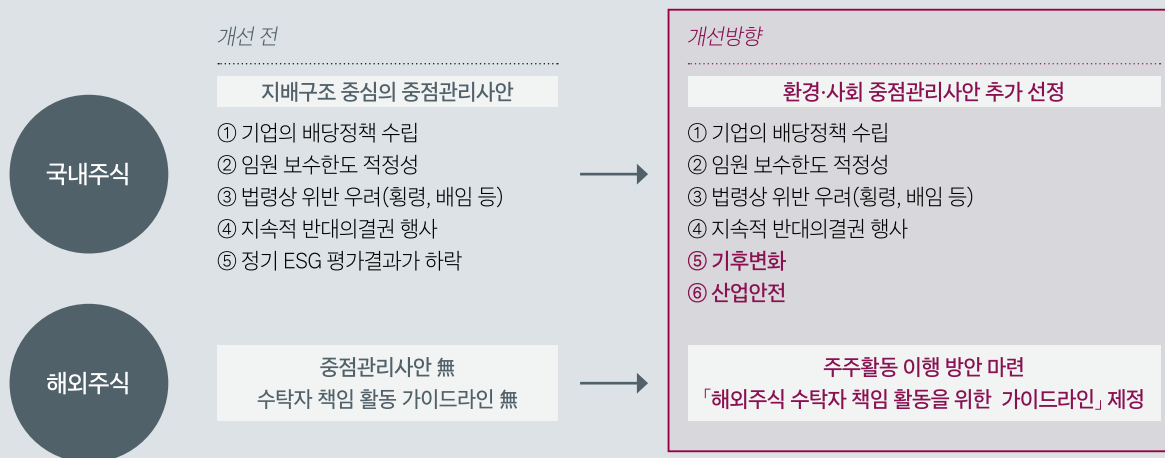 개선 전
개선방향
국내주식
지배구조 중심의 중점관리사안
① 기업의 배당정책 수립
② 임원 보수한도 적정성
③ 법령상 위반 우려(횡령, 배임 등)
④ 지속적 반대의결권 행사
⑤ 정기 ESG 평가결과가 하락
환경·사회 중점관리사안 추가 선정
① 기업의 배당정책 수립
② 임원 보수한도 적정성
③ 법령상 위반 우려(횡령, 배임 등)
④ 지속적 반대의결권 행사
⑤ 기후변화
⑥ 산업안전
해외주식
중점관리사안 無
수탁자 책임 활동 가이드라인 無
주주활동 이행 방안 마련
「해외주식 수탁자 책임 활동을 위한 가이드라인」 제정